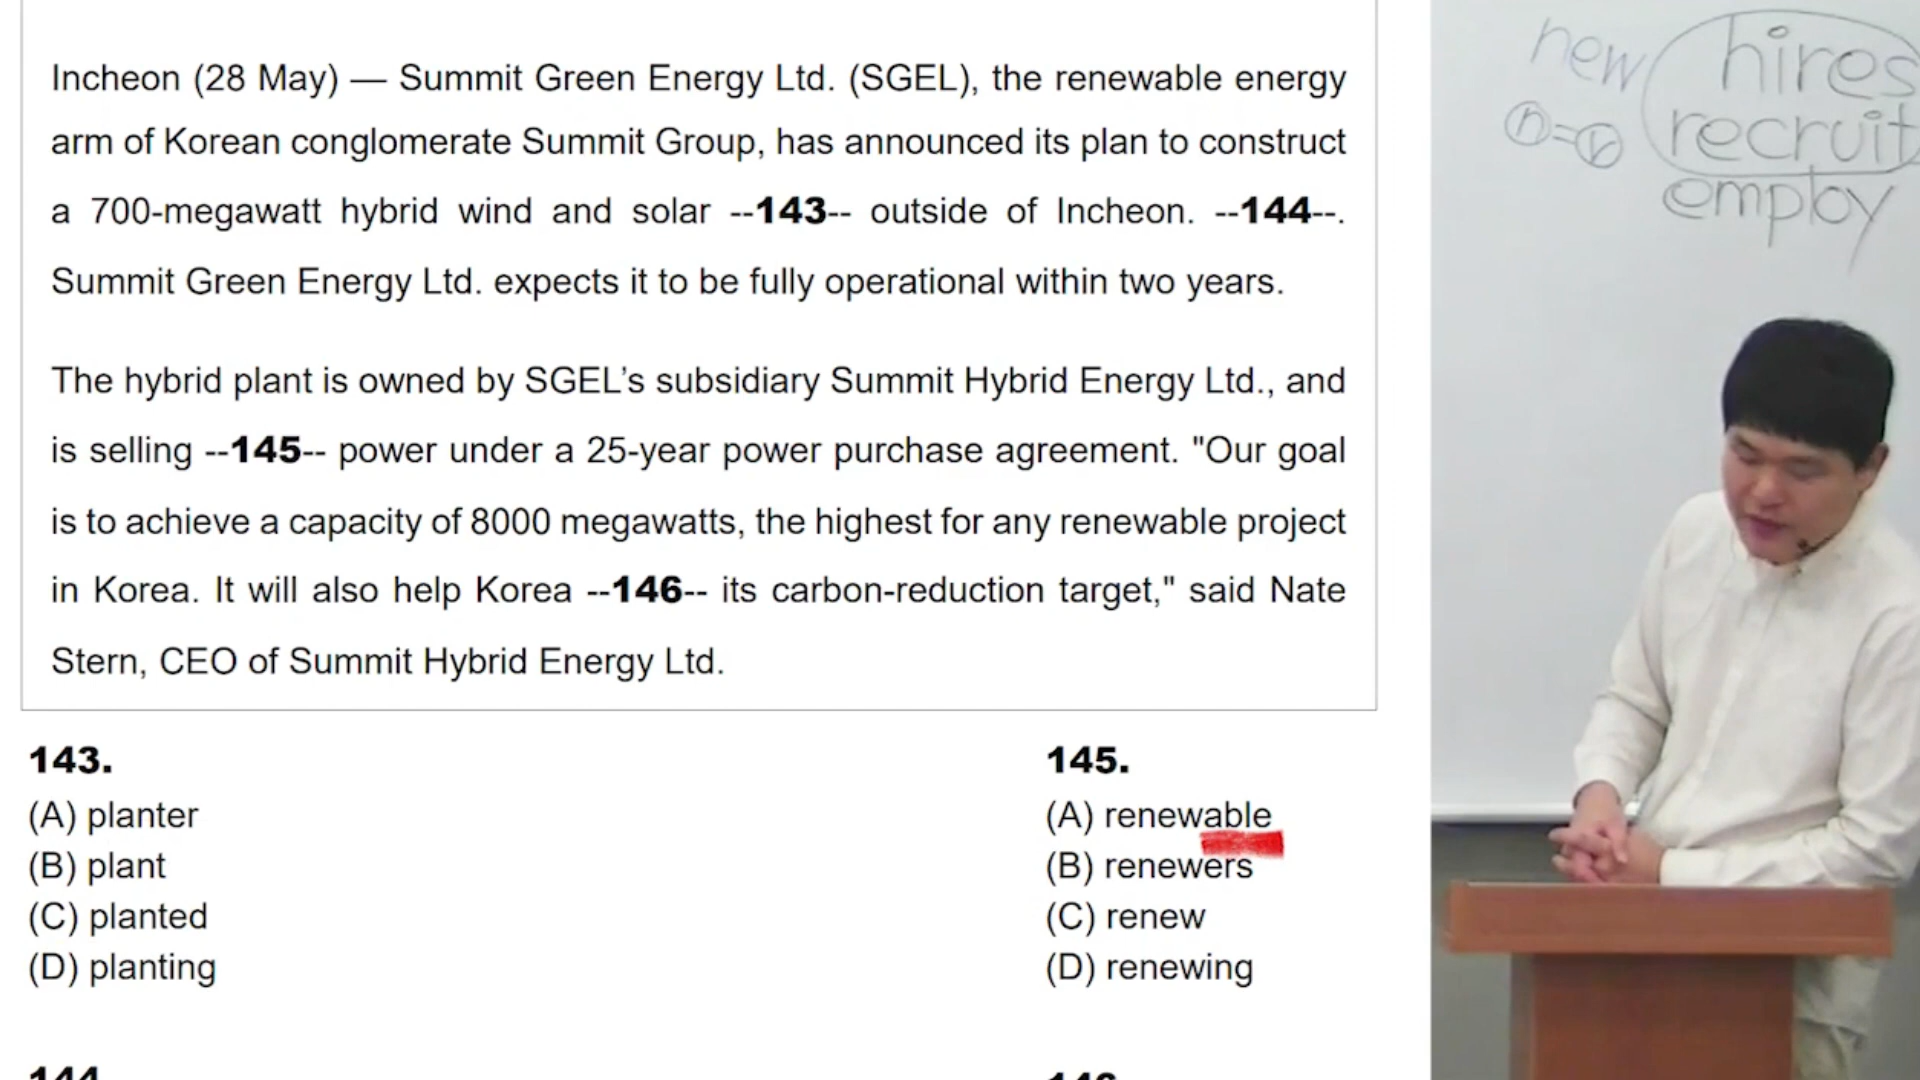 Incheon (28 May) — Summit Green Energy Ltd. (SGEL), the renewable energy
arm of Korean conglomerate Summit Group, has announced its plan to construct
a 700-megawatt hybrid wind and solar --143-- outside of Incheon. --144--.
Summit Green Energy Ltd. expects it to be fully operational within two years.
The hybrid plant is owned by SGEL’s subsidiary Summit Hybrid Energy Ltd., and
is selling --145-- power under a 25-year power purchase agreement. "Our goal
is to achieve a capacity of 8000 megawatts, the highest for any renewable project
in Korea. It will also help Korea --146-- its carbon-reduction target," said Nate
Stern, CEO of Summit Hybrid Energy Ltd.
143.
(A) planter
(B) plant
(C) planted
(D) planting
144
145.
(A) renewable
(B) renewers
(C) renew
(D) renewing
146
new hires
n=v recruit
employ